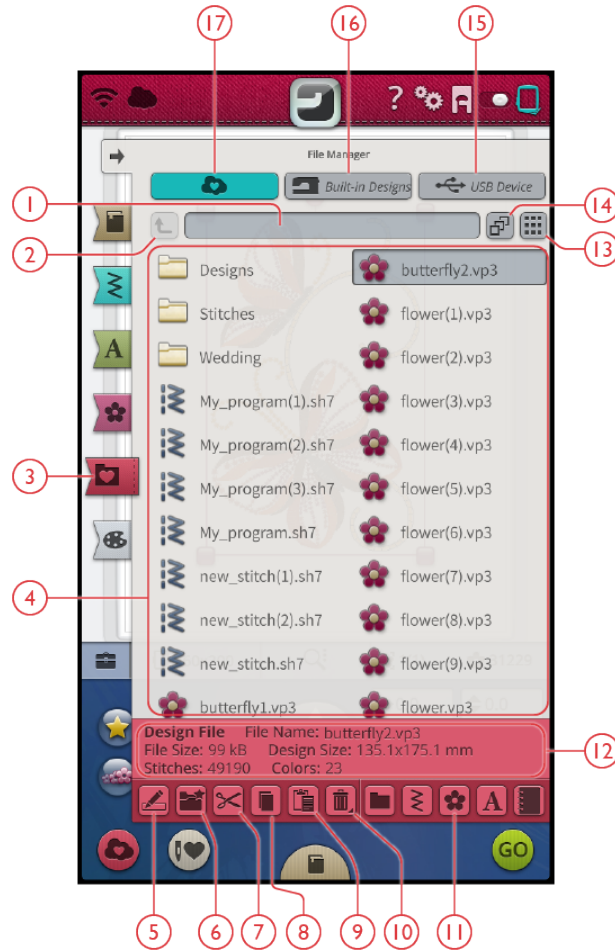 17
16
15
?
File Manager
Built-in Designs
USB Device
1
14
2
13
Designs
butterfly2.vp3
Stitches
flower(1).vp3
Wedding
flower(2).vp3
A
My_program(1).sh7
flower(3).vp3
My_program(2).sh7
flower(4).vp3
3
My_program(3).sh7
flower(5).vp3
My_program.sh7
flower(6).vp3
4
new_stitch(1).sh7
flower(7).vp3
new_stitch(2).sh7
flower(8).vp3
new_stitch.sh7
flower(9).vp3
butterfly1.vp3
flower.vp3
Design File File Name: butterfly2.vp3
File Size: 99 kB Design Size: 135.1x175.1 mm
Stitches: 49190 Colors: 23
12
A
GO
5
6
7
8
9
10
11